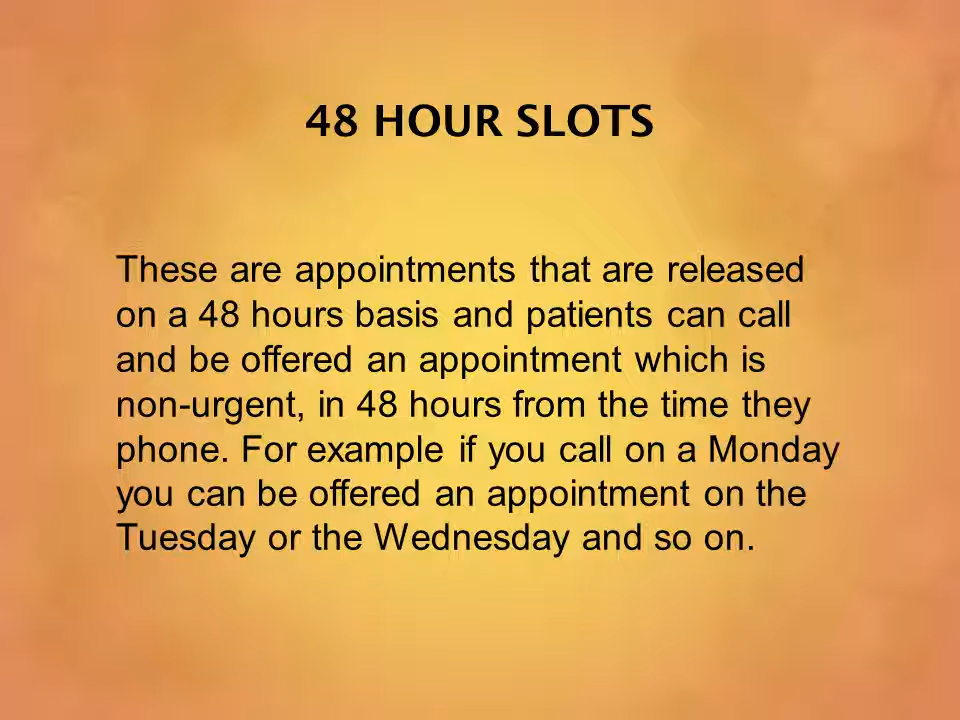 48 HOUR SLOTS
These are appointments that are released
on a 48 hours basis and patients can call
and be offered an appointment which is
non-urgent, in 48 hours from the time they
phone. For example if you call on a Monday
you can be offered an appointment on the
Tuesday or the Wednesday and so on.